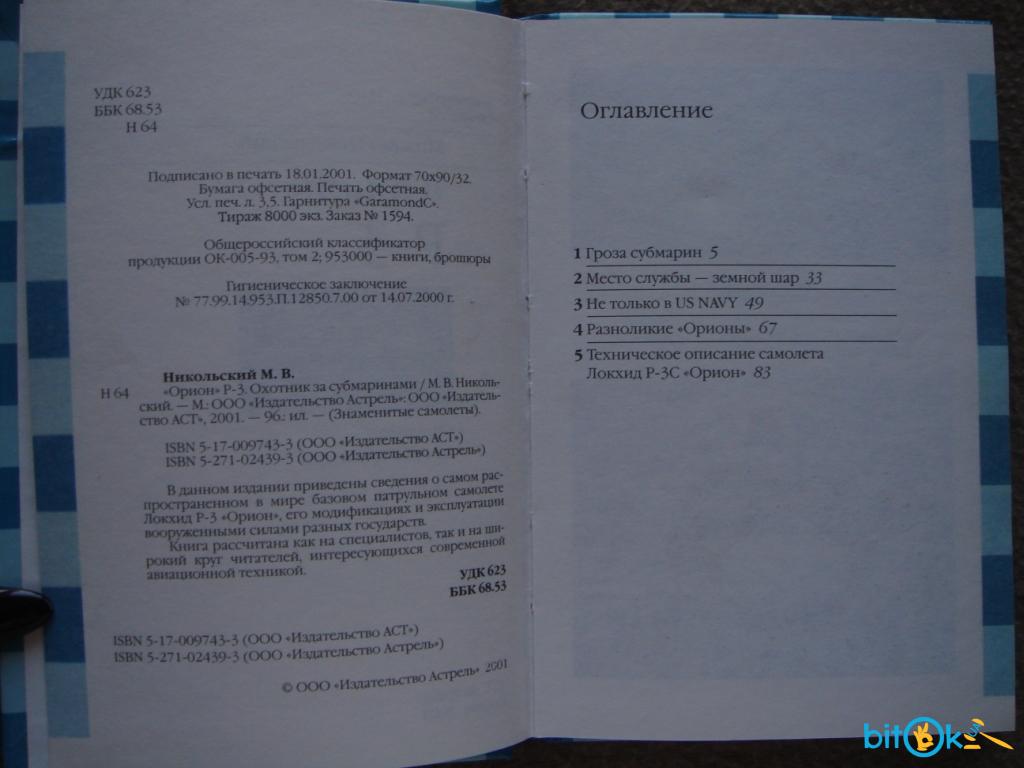 УДК 623
ББК 68.53
Н 64
Подписано в печать 18.01.2001. Формат 70х90/32.
Бумага офсетная. Печать офсетная.
Усл. печ. л. 3,5. Гарнитура «GaramondC».
Тираж 8000 экз. Заказ № 1594.
Общероссийский классификатор
продукции ОК-005-93, том 2; 953000 — книги, брошюры
Гигиеническое заключение
№ 77.99.14.953.П.12850.7.00 от 14.07.2000 г.
Никольский М. В.
Н 64 «Орион» Р-3. Охотник за субмаринами / М. В. Николь-
ский. — М.: ООО «Издательство Астрель»: ООО «Издатель-
ство АСТ», 2001. — 96.: ил. — (Знаменитые самолеты).
ISBN 5-17-009743-3 (ООО «Издательство АСТ»)
ISBN 5-271-02439-3 (ООО «Издательство Астрель»)
В данном издании приведены сведения о самом рас-
пространенном в мире базовом патрульном самолете
Локхид Р-3 «Орион», его модификациях и эксплуатации
вооруженными силами разных государств.
Книга рассчитана как на специалистов, так и на ши-
рокий круг читателей, интересующихся современной
авиационной техникой.
УДК 623
ББК 68.53
ISBN 5-17-009743-3 (ООО «Издательство АСТ»)
ISBN 5-271-02439-3 (ООО «Издательство Астрель»)
© ООО «Издательство Астрель» 2001
Оглавление
1 Гроза субмарин 5
2 Место службы — земной шар 33
3 Не только в US NAVY 49
4 Разноликие «Орионы» 67
5 Техническое описание самолета
Локхид Р-3С «Орион» 83
bitOk